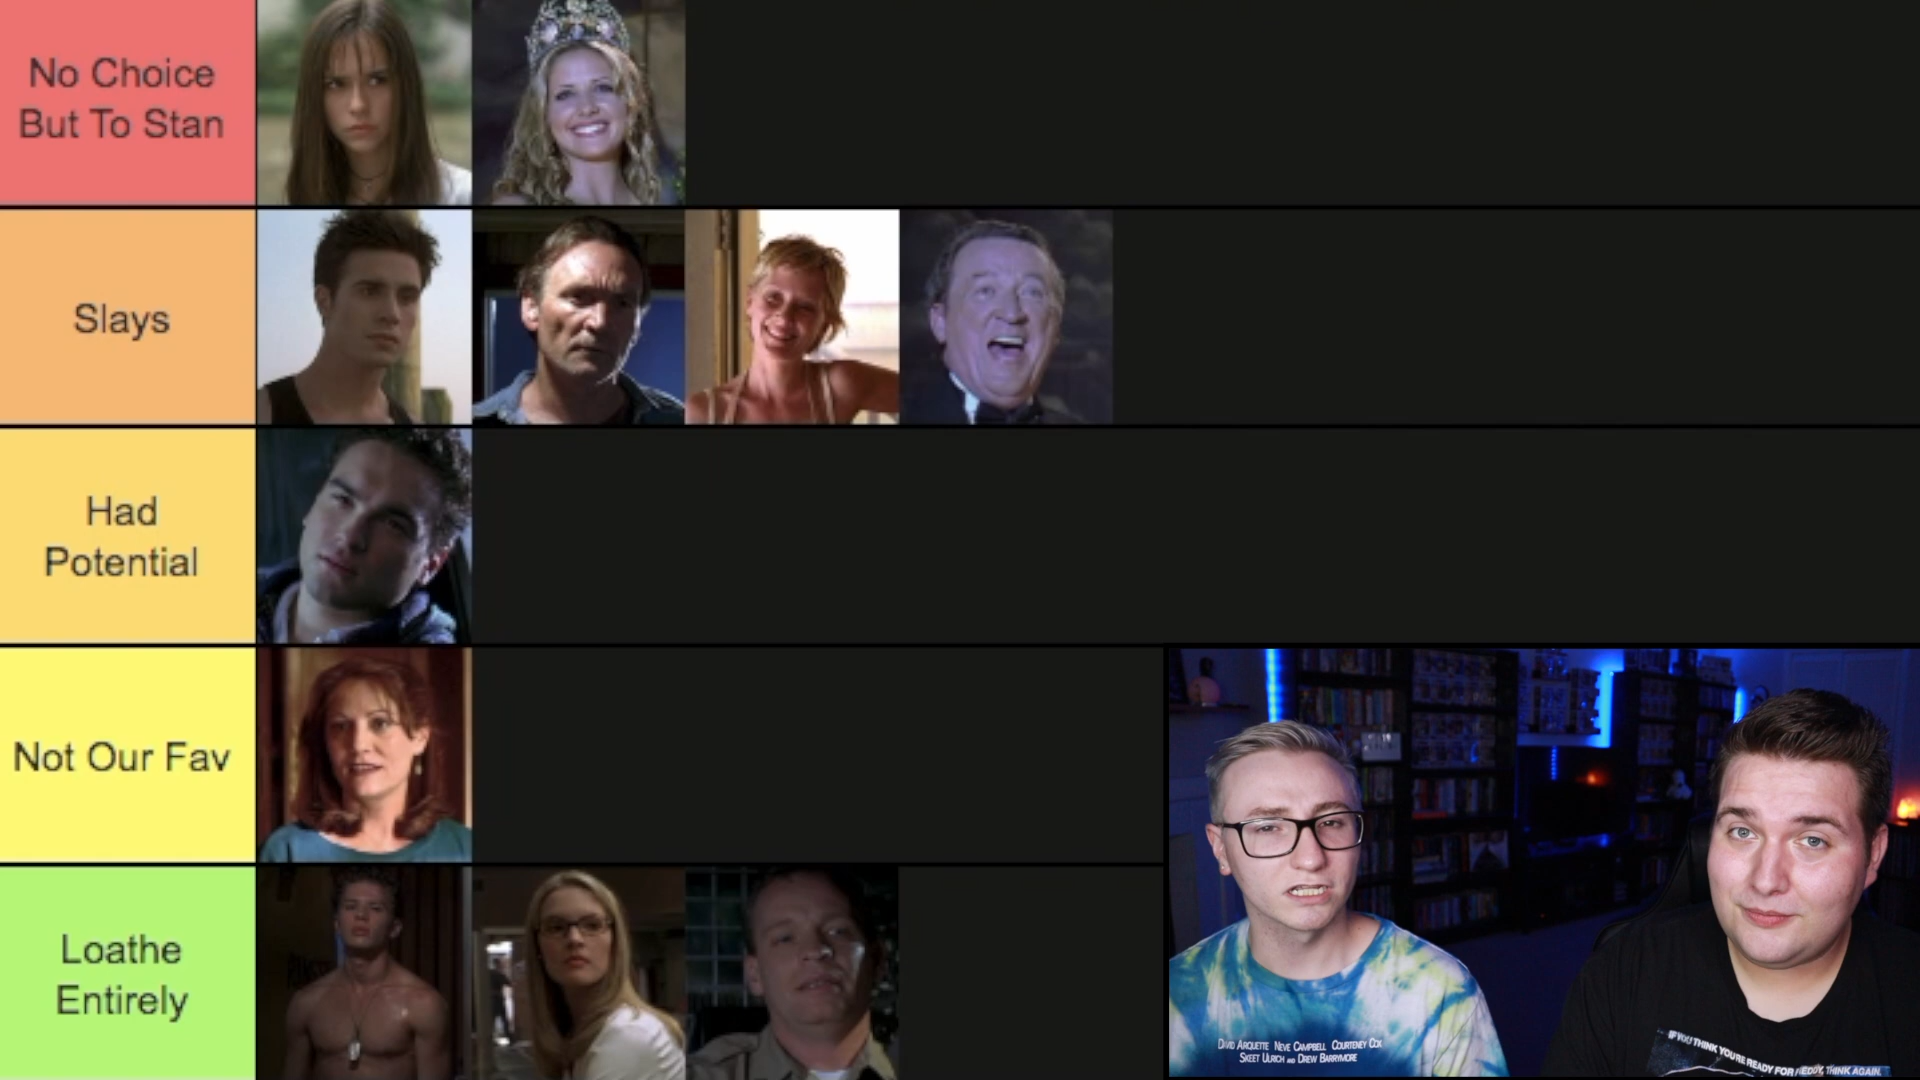 No Choice
But To Stan
Slays
Had
Potential
Not Our Fav
Loathe
Entirely
DAVID ARQUETTE NEVE CAMPBELL COURTENEY COX
SKEET ULRICH AND DREW BARRYMORE
IF YOU THINK YOU'RE READY FOR FREDDY, THINK AGAIN.